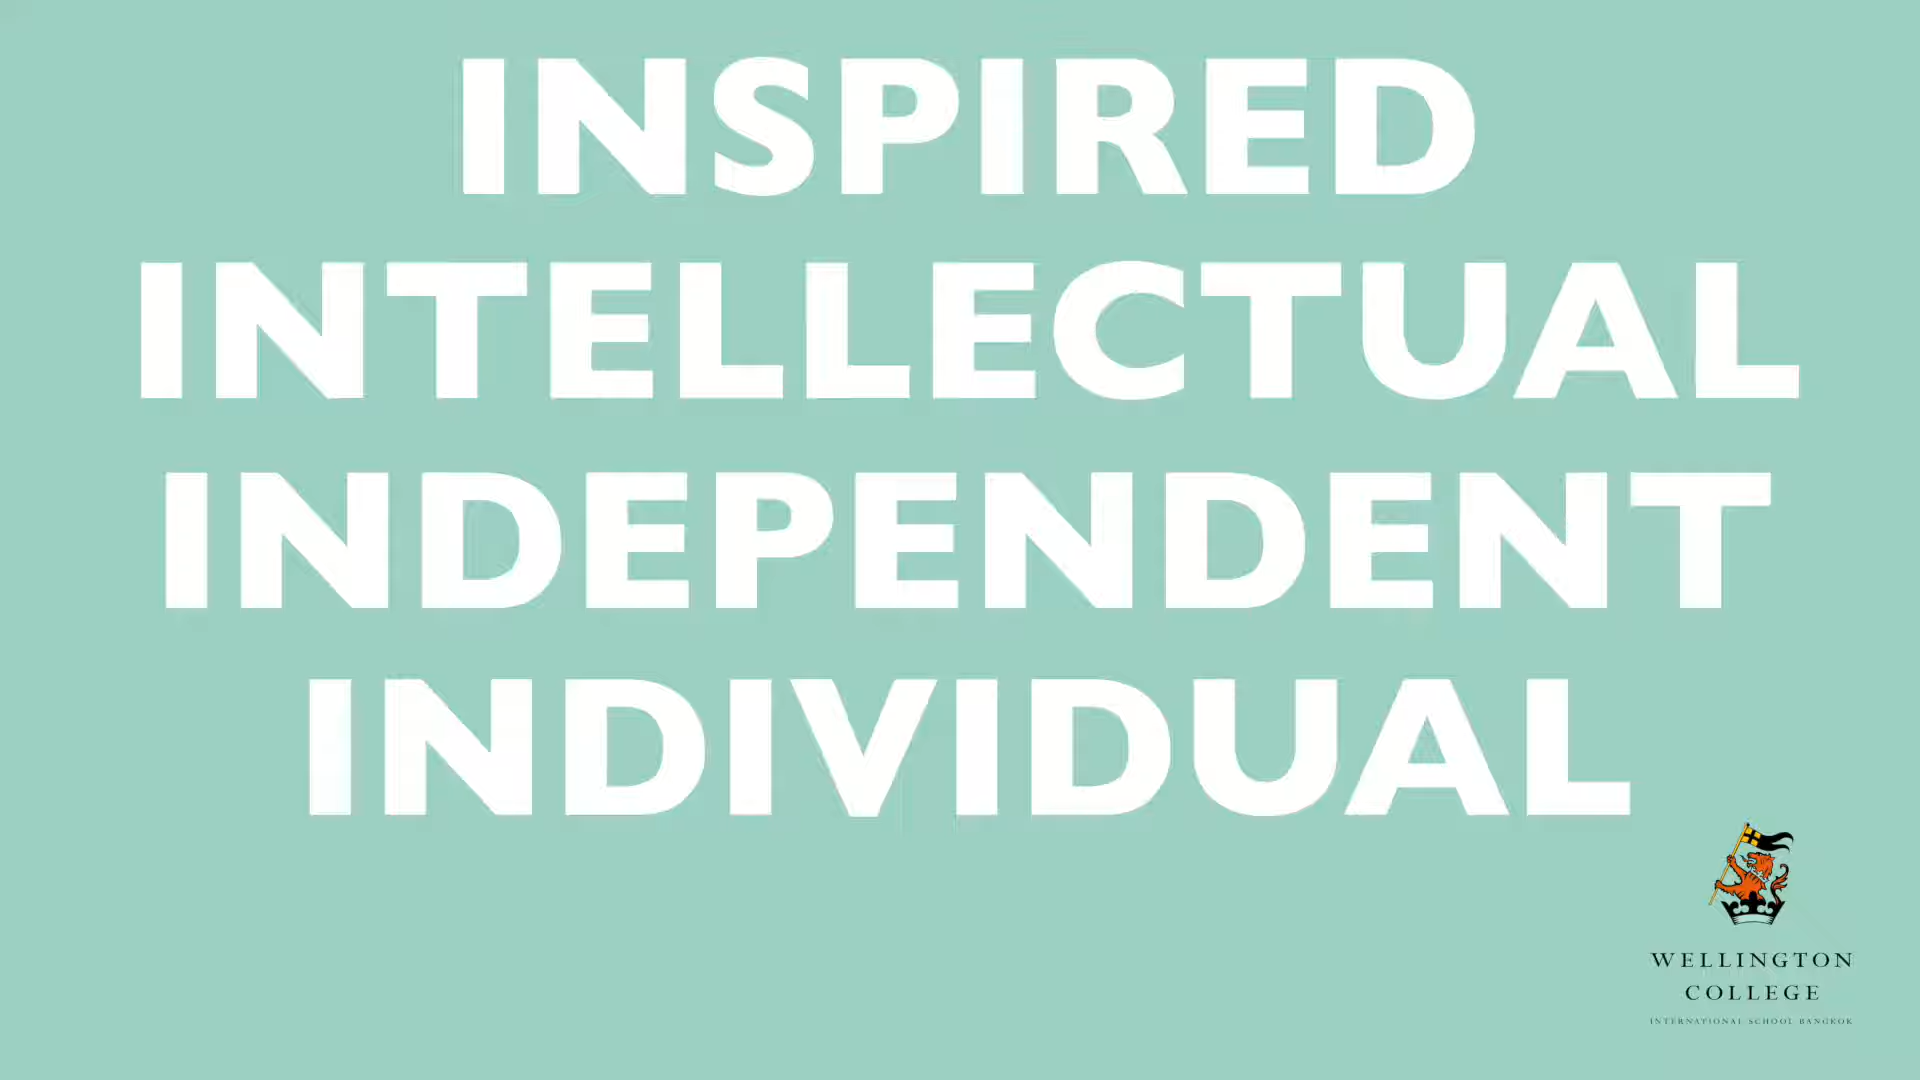 INSPIRED
INTELLECTUAL
INDEPENDENT
INDIVIDUAL
WELLINGTON
COLLEGE
INTERNATIONAL SCHOOL BANGKOK